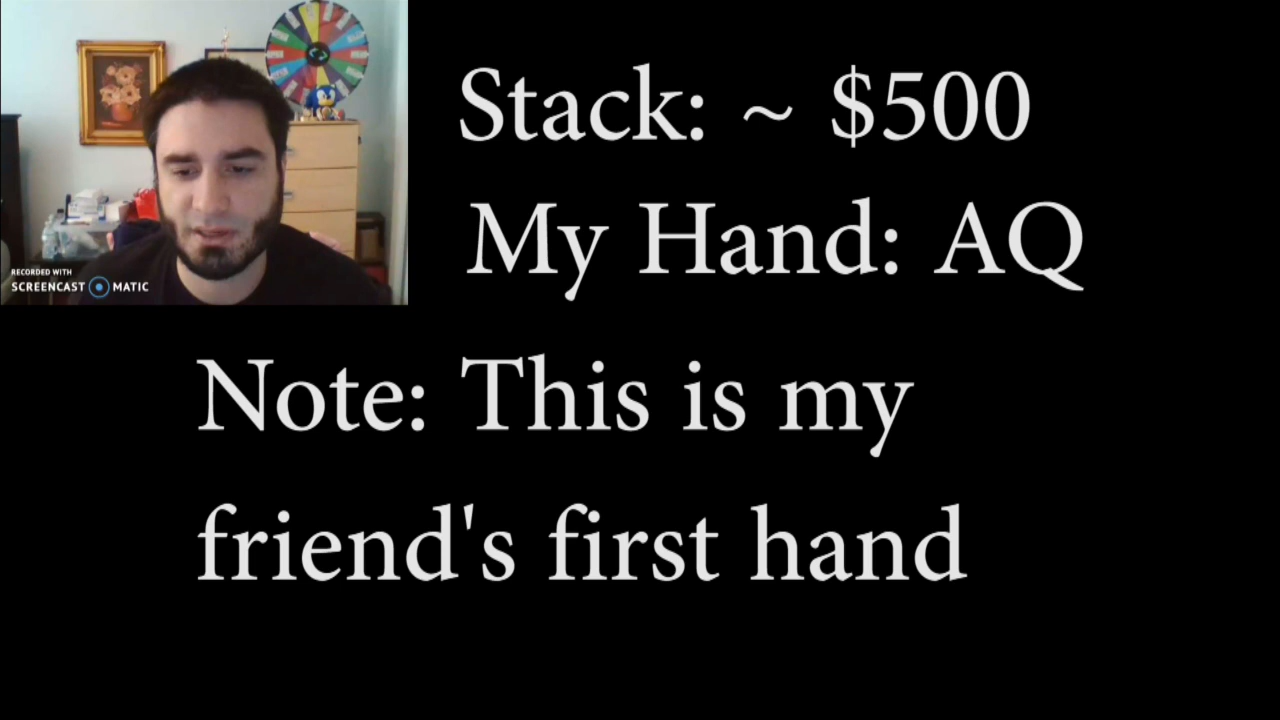 Stack: ~ $500
My Hand: AQ
Note: This is my
friend's first hand
RECORDED WITH
SCREENCAST MATIC